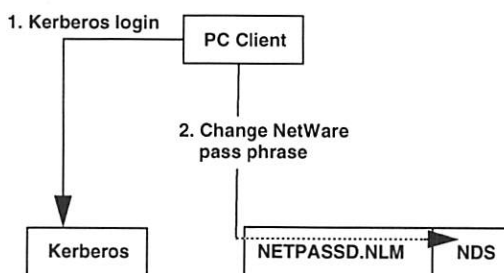 1. Kerberos login
PC Client
2. Change NetWare
pass phrase
Kerberos
NETPASSD.NLM
NDS